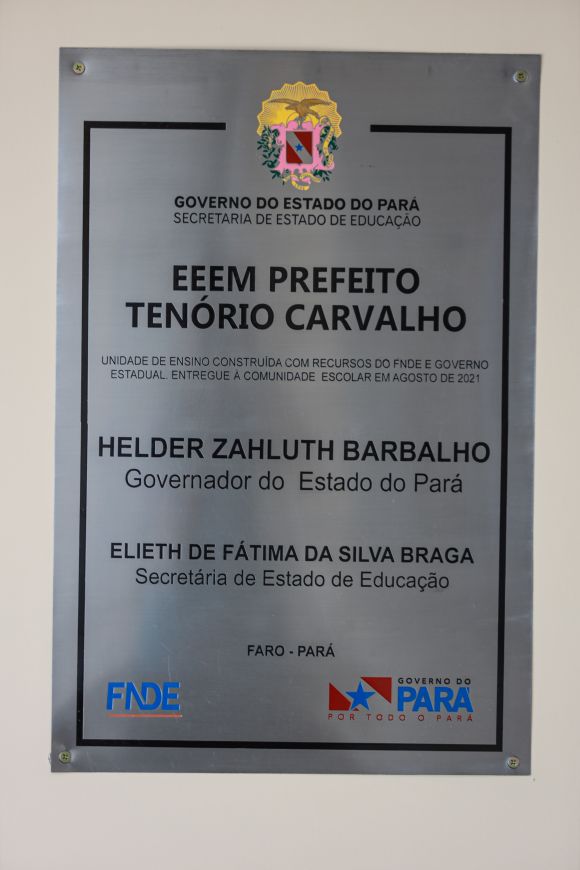 GOVERNO DO ESTADO DO PARÁ
SECRETARIA DE ESTADO DE EDUCAÇÃO
EEEM PREFEITO
TENÓRIO CARVALHO
UNIDADE DE ENSINO CONSTRUÍDA COM RECURSOS DO FNDE E GOVERNO
ESTADUAL. ENTREGUE À COMUNIDADE ESCOLAR EM AGOSTO DE 2021
HELDER ZAHLUTH BARBALHO
Governador do Estado do Pará
ELIETH DE FÁTIMA DA SILVA BRAGA
Secretária de Estado de Educação
FARO - PARÁ
FNDE
GOVERNO DO
PARÁ
POR TODO O PARÁ